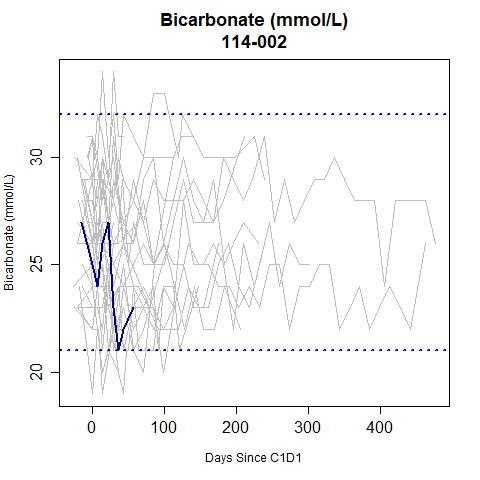 Bicarbonate (mmol/L)
114-002
Bicarbonate (mmol/L)
30
25
20
0 100 200 300 400
Days Since C1D1